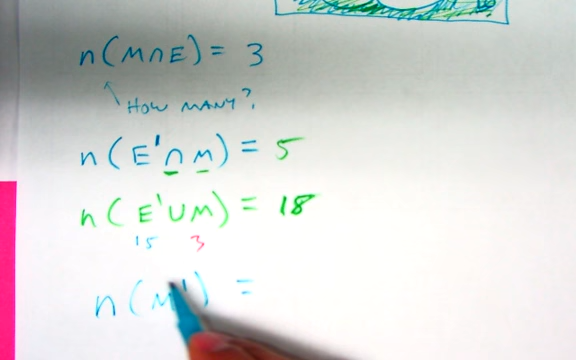 n(M∩E) = 3
HOW MANY?
n(E'∩M) = 5
n(E'∪M) = 18
15 3
n(M') =